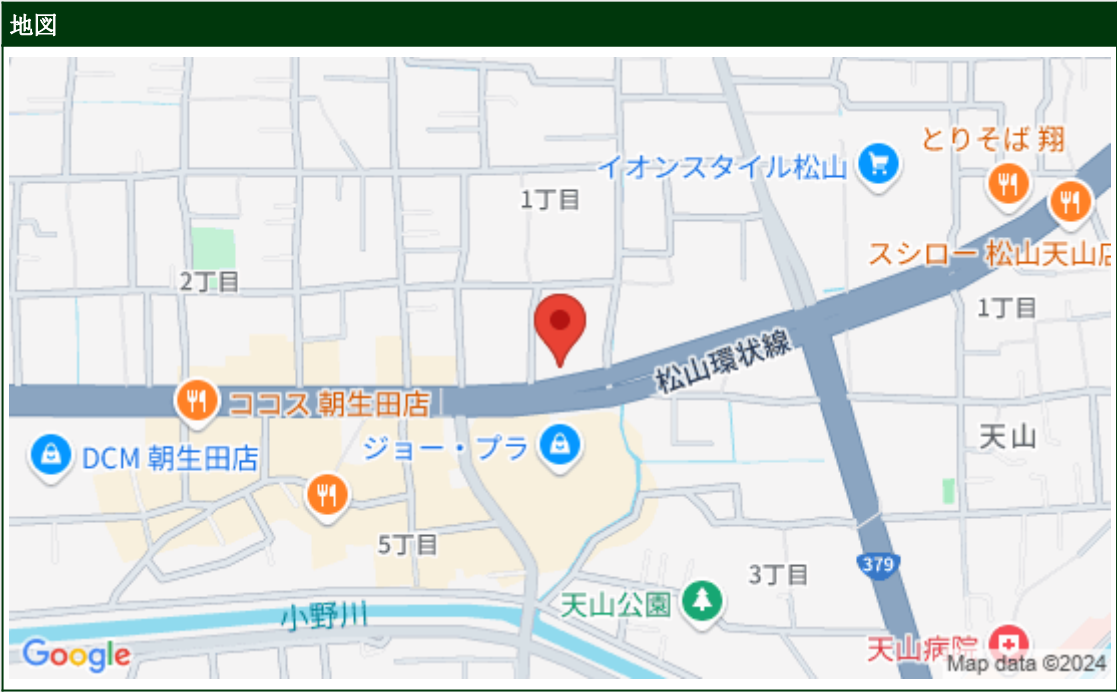 地図
とりそば 翔
イオンスタイル松山
1丁目
スシロー 松山天山店
2丁目
1丁目
松山環状線
ココス 朝生田店
天山
ジョー・プラ
DCM 朝生田店
5丁目
379
3丁目
天山公園
小野川
天山病院
Google
Map data ©2024